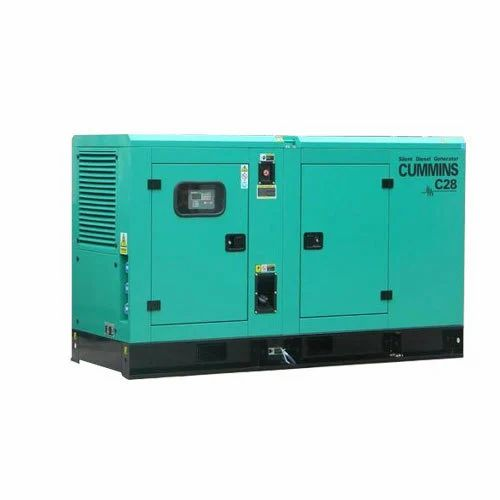 Silent Diesel Generator
CUMMINS
C28